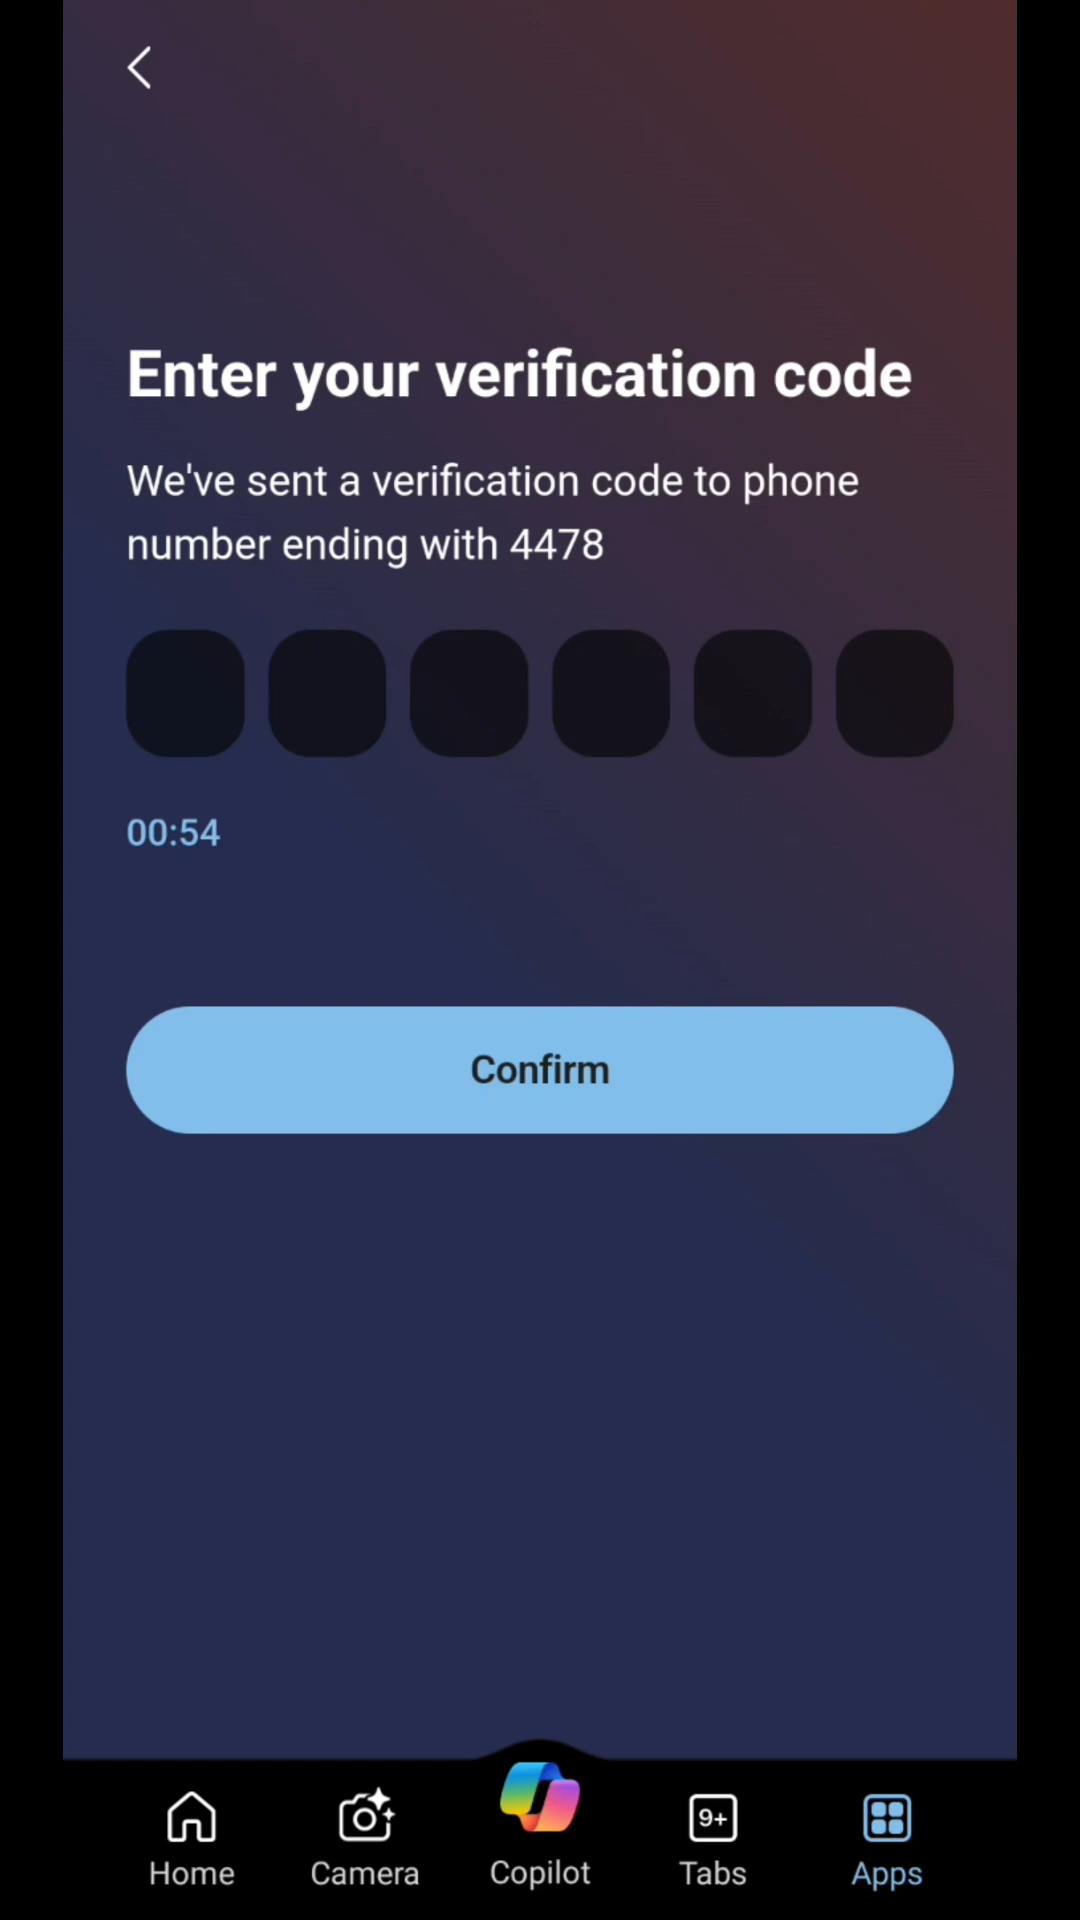 Enter your verification code
We've sent a verification code to phone
number ending with 4478
00:54
Confirm
9+
Home
Camera
Copilot
Tabs
Apps